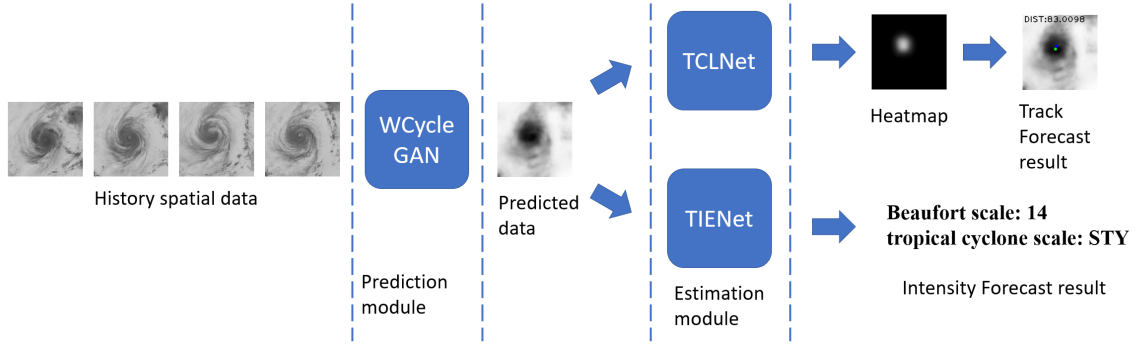 History spatial data
WCycle
GAN
Prediction
module
Predicted
data
TCLNet
TIENet
Estimation
module
Heatmap
DIST:83.0098
Track
Forecast
result
Beaufort scale: 14
tropical cyclone scale: STY
Intensity Forecast result